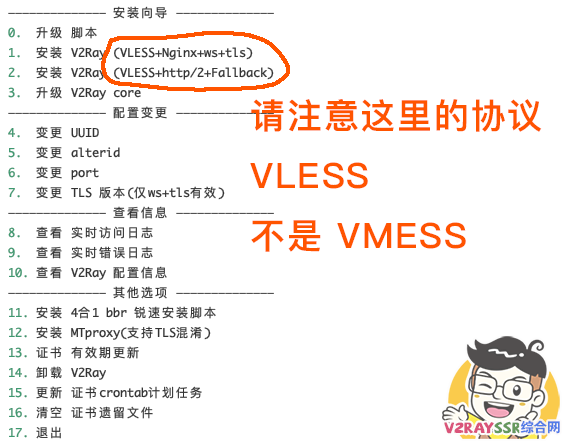 -------------- 安装向导 --------------
0. 升级 脚本
1. 安装 V2Ray (VLESS+Nginx+ws+tls)
2. 安装 V2Ray (VLESS+http/2+Fallback)
3. 升级 V2Ray core
-------------- 配置变更 --------------
4. 变更 UUID
5. 变更 alterid
6. 变更 port
7. 变更 TLS 版本(仅ws+tls有效)
-------------- 查看信息 --------------
8. 查看 实时访问日志
9. 查看 实时错误日志
10. 查看 V2Ray 配置信息
-------------- 其他选项 --------------
11. 安装 4合1 bbr 锐速安装脚本
12. 安装 MTproxy(支持TLS混淆)
13. 证书 有效期更新
14. 卸载 V2Ray
15. 更新 证书crontab计划任务
16. 清空 证书遗留文件
17. 退出
请注意这里的协议
VLESS
不是 VMESS
V2RAYSSR综合网